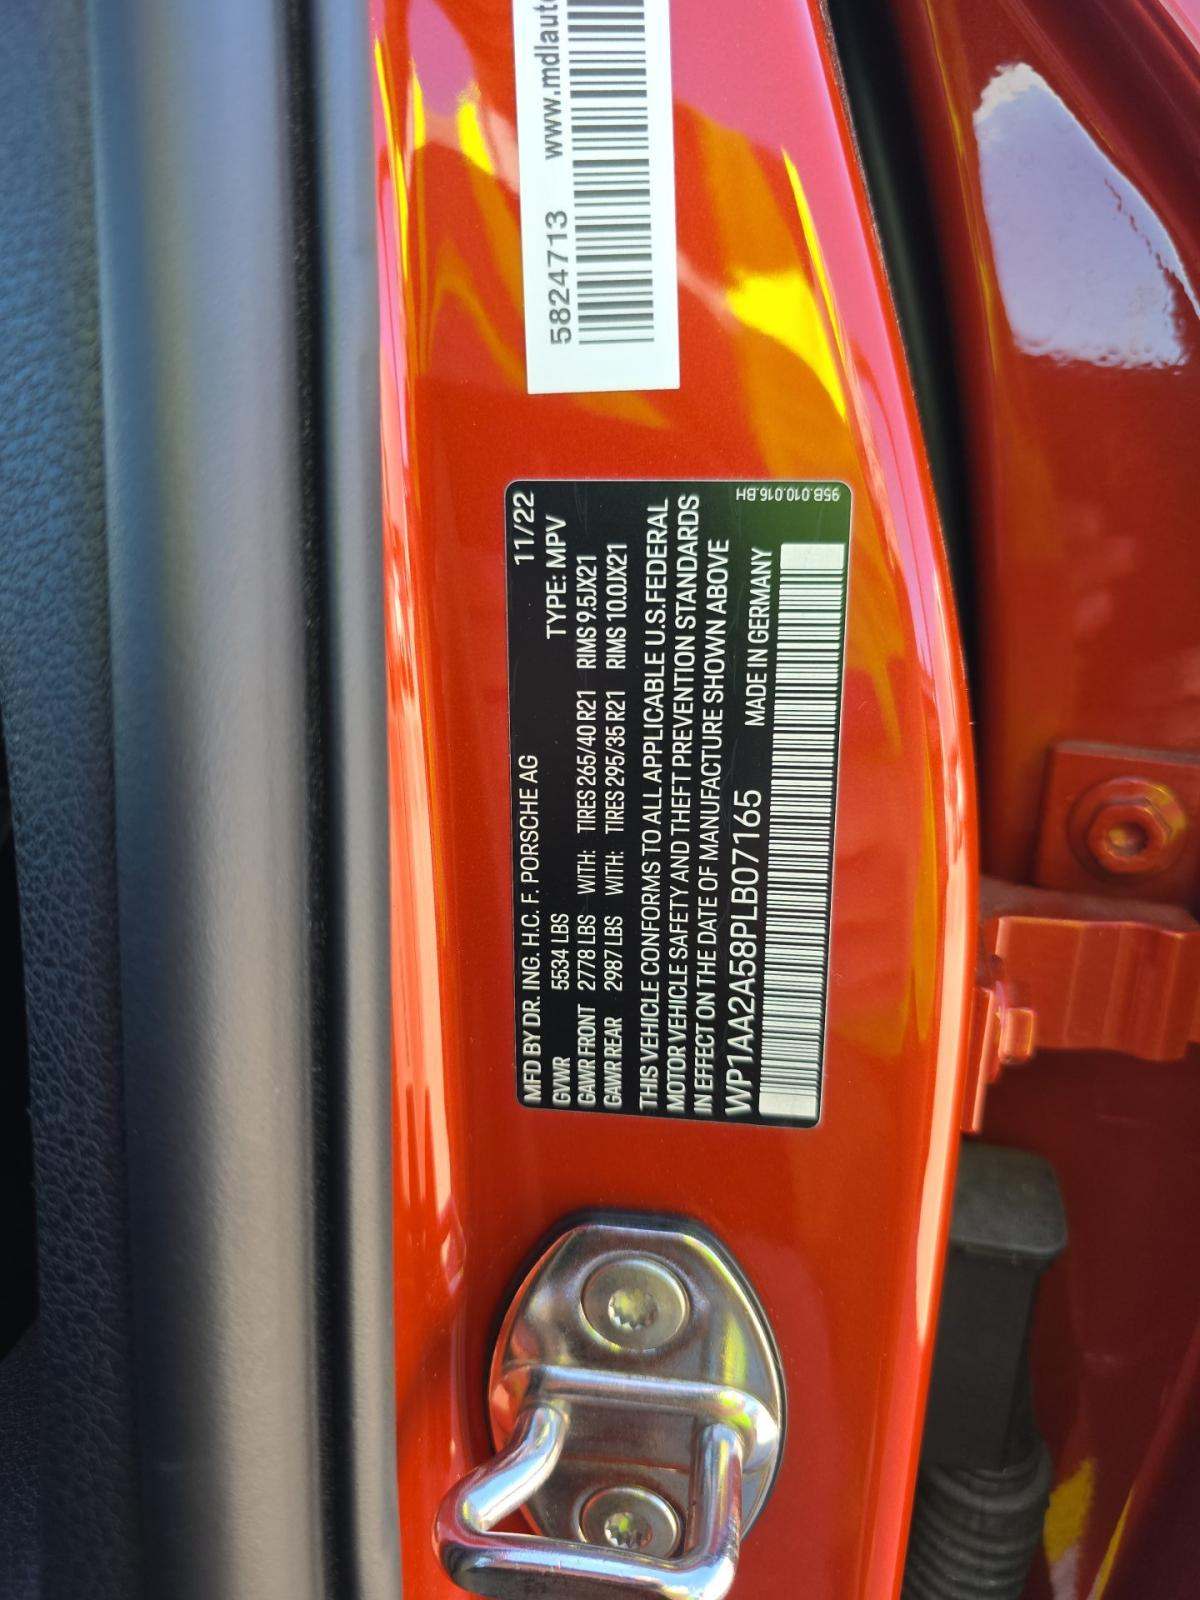 MFD BY DR. ING. H.C. F. PORSCHE AG 11/22
GVWR 5534 LBS TYPE: MPV
GAWR FRONT 2778 LBS WITH: TIRES 265/40 R21 RIMS 9.5JX21
GAWR REAR 2987 LBS WITH: TIRES 295/35 R21 RIMS 10.0JX21
THIS VEHICLE CONFORMS TO ALL APPLICABLE U.S.FEDERAL
MOTOR VEHICLE SAFETY AND THEFT PREVENTION STANDARDS
IN EFFECT ON THE DATE OF MANUFACTURE SHOWN ABOVE
WP1AA2A58PLB07165 MADE IN GERMANY
95B.010.016.BH
5824713 www.mdlauto